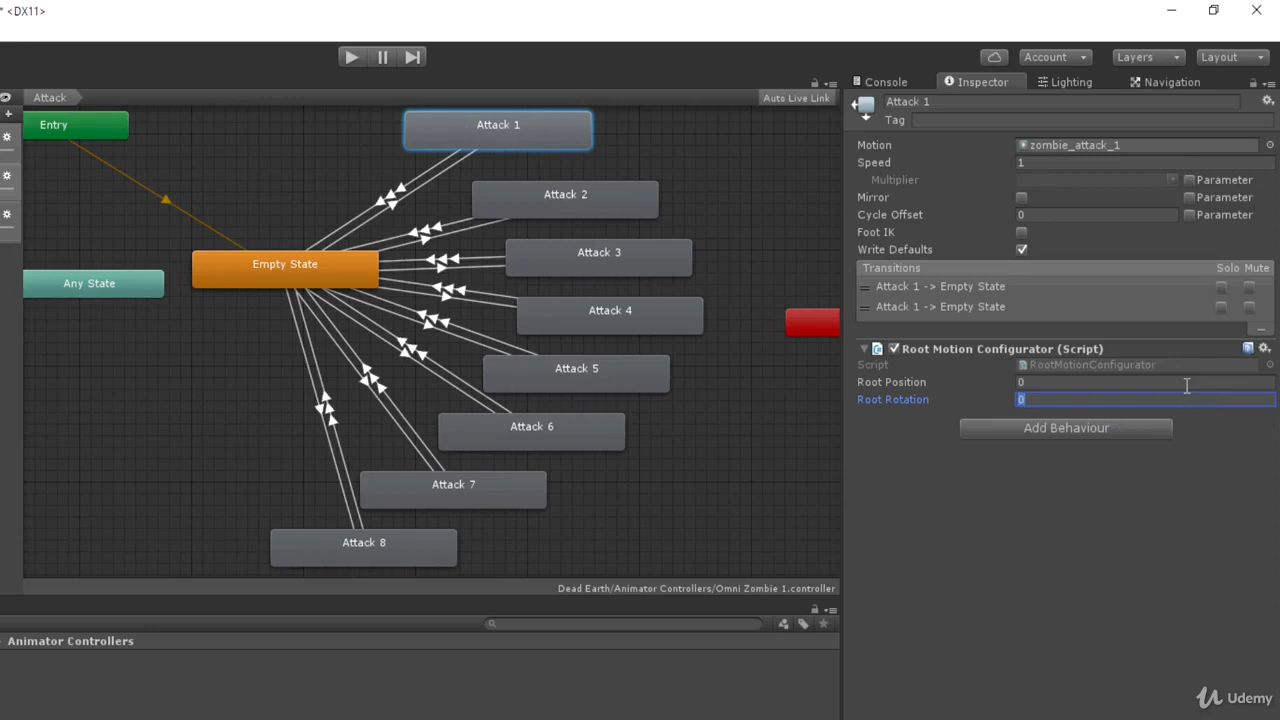 * <DX11>
Account
Layers
Layout
Attack
Auto Live Link
Entry
Any State
Empty State
Attack 1
Attack 2
Attack 3
Attack 4
Attack 5
Attack 6
Attack 7
Attack 8
Dead Earth/Animator Controllers/Omni Zombie 1.controller
Animator Controllers
Console
Inspector
Lighting
Navigation
Attack 1
Tag
Motion zombie_attack_1
Speed 1
Multiplier Parameter
Mirror Parameter
Cycle Offset 0 Parameter
Foot IK
Write Defaults
Transitions Solo Mute
Attack 1 -> Empty State
Attack 1 -> Empty State
Root Motion Configurator (Script)
Script RootMotionConfigurator
Root Position 0
Root Rotation 0
Add Behaviour
Udemy